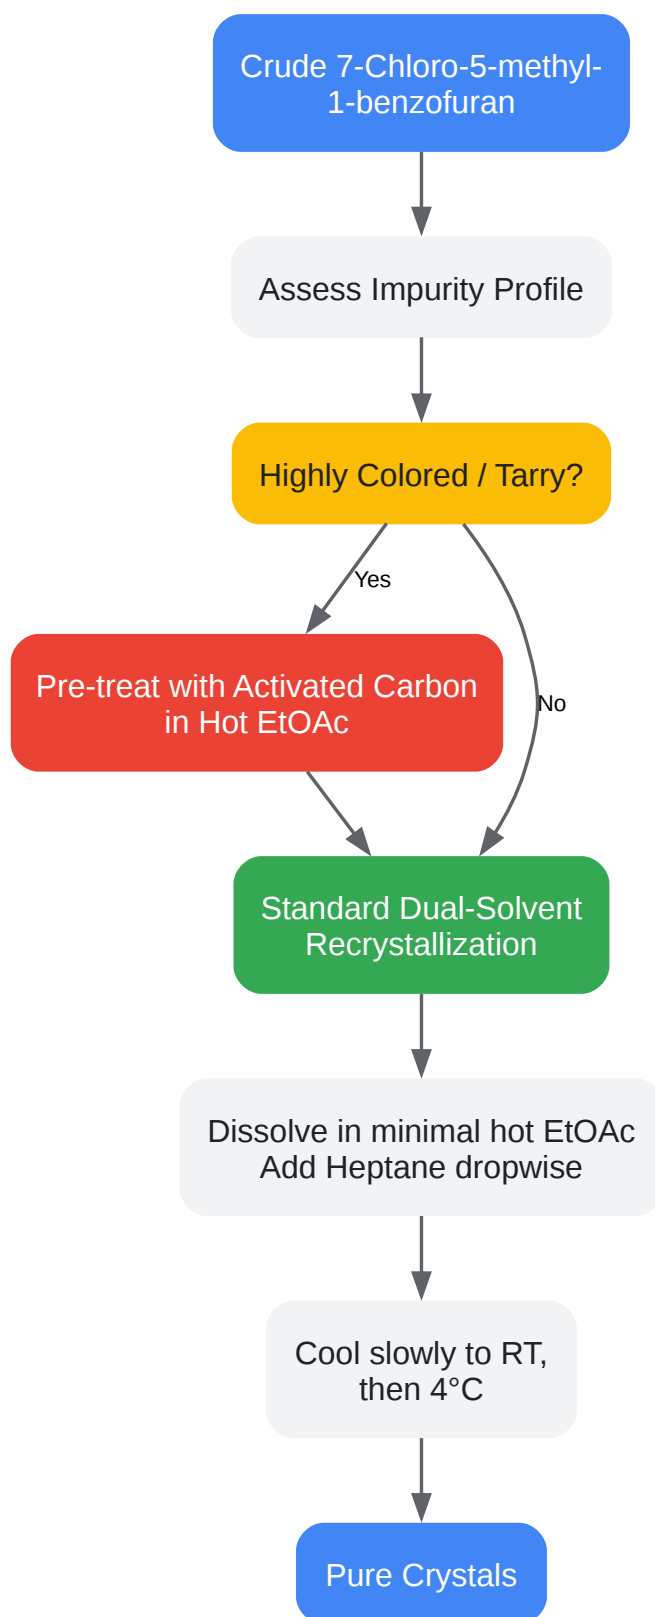 Crude 7-Chloro-5-methyl-
1-benzofuran
Assess Impurity Profile
Highly Colored / Tarry?
Yes
Pre-treat with Activated Carbon
in Hot EtOAc
No
Standard Dual-Solvent
Recrystallization
Dissolve in minimal hot EtOAc
Add Heptane dropwise
Cool slowly to RT,
then 4°C
Pure Crystals